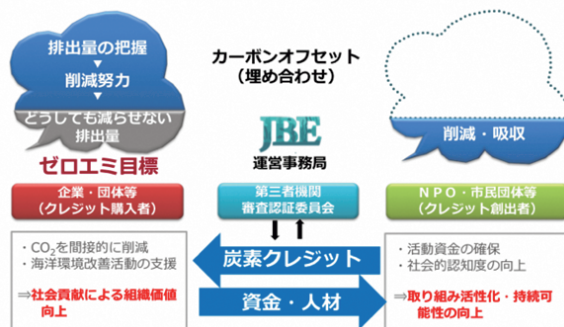 排出量の把握
削減努力
どうしても減らせない
排出量
ゼロエミ目標
企業・団体等
（クレジット購入者）
・CO₂を間接的に削減
・海洋環境改善活動の支援
⇒社会貢献による組織価値
向上
カーボンオフセット
（埋め合わせ）
JBE
運営事務局
第三者機関
審査認証委員会
炭素クレジット
資金・人材
削減・吸収
ＮＰＯ・市民団体等
（クレジット創出者）
・活動資金の確保
・社会的認知度の向上
⇒取り組み活性化・持続可
能性の向上